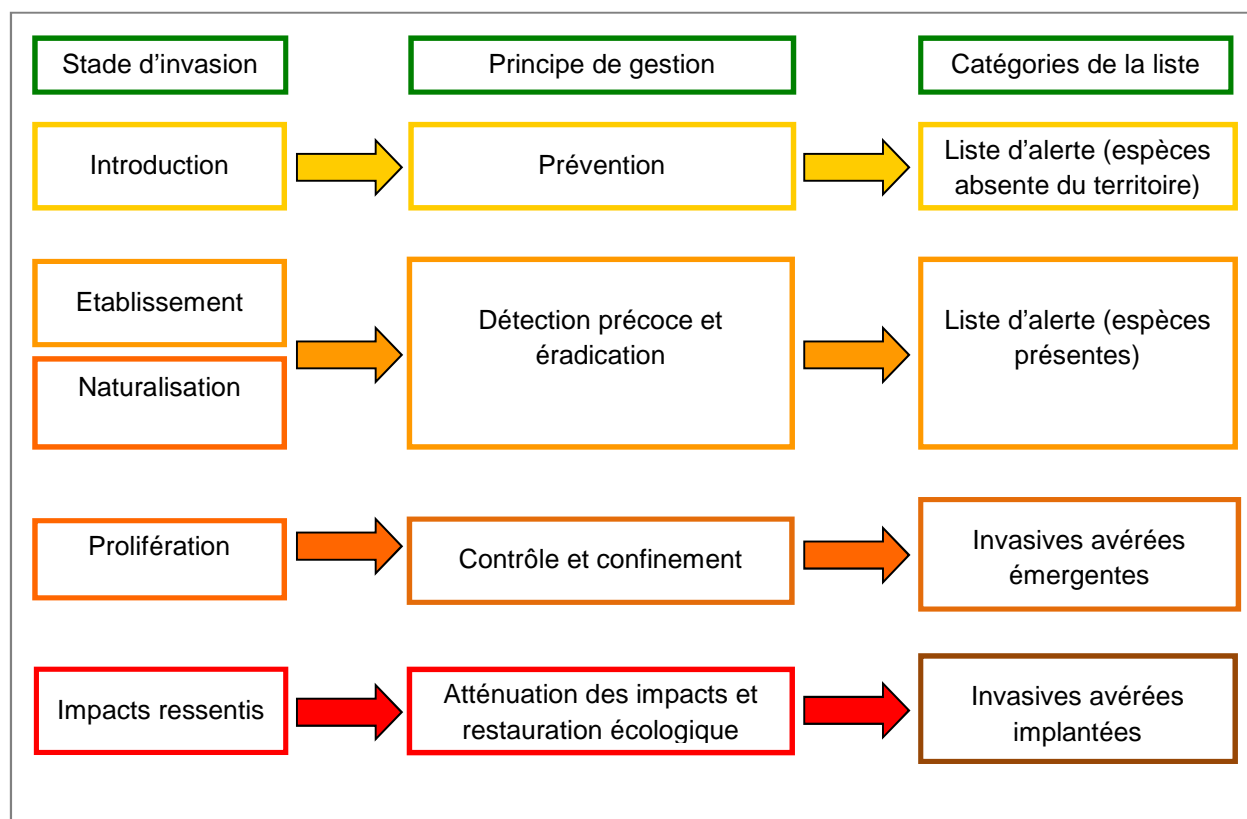 Stade d’invasion
Principe de gestion
Catégories de la liste
Introduction
Prévention
Liste d’alerte (espèces
absente du territoire)
Etablissement
Naturalisation
Détection précoce et
éradication
Liste d’alerte (espèces
présentes)
Prolifération
Contrôle et confinement
Invasives avérées
émergentes
Impacts ressentis
Atténuation des impacts et
restauration écologique
Invasives avérées
implantées